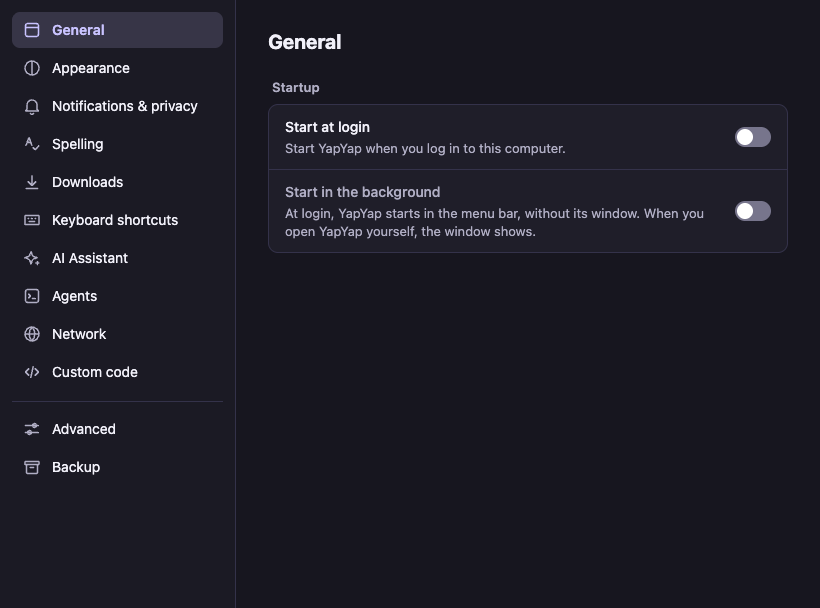 General
Appearance
Notifications & privacy
Spelling
Downloads
Keyboard shortcuts
AI Assistant
Agents
Network
Custom code
Advanced
Backup
General
Startup
Start at login
Start YapYap when you log in to this computer.
Start in the background
At login, YapYap starts in the menu bar, without its window. When you
open YapYap yourself, the window shows.